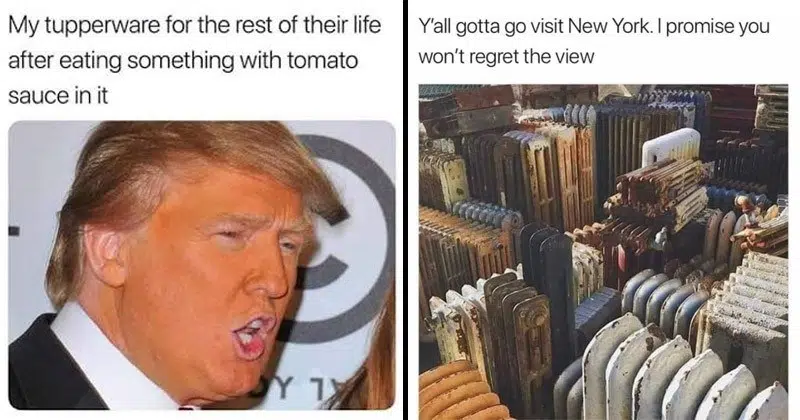 My tupperware for the rest of their life
after eating something with tomato
sauce in it
Y'all gotta go visit New York. I promise you
won't regret the view